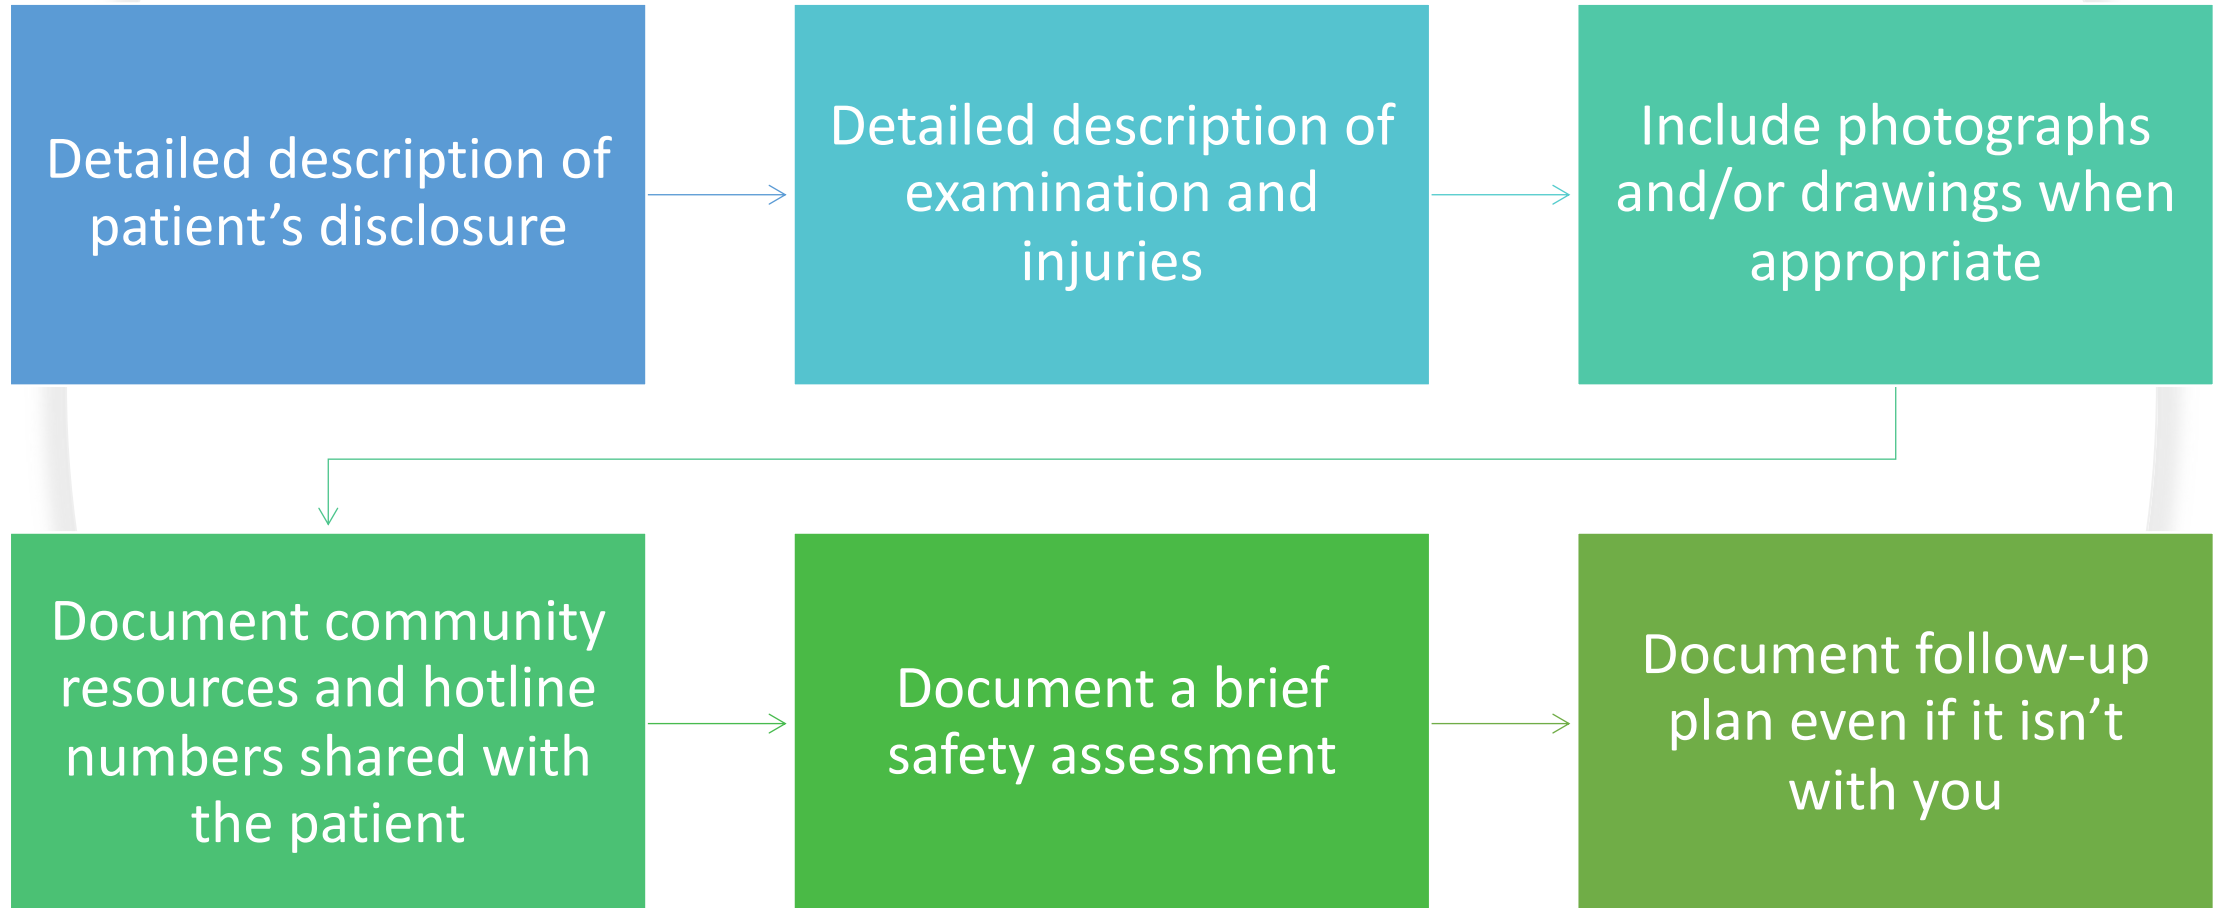 Detailed description of
patient’s disclosure
Detailed description of
examination and
injuries
Include photographs
and/or drawings when
appropriate
Document community
resources and hotline
numbers shared with
the patient
Document a brief
safety assessment
Document follow-up
plan even if it isn’t
with you